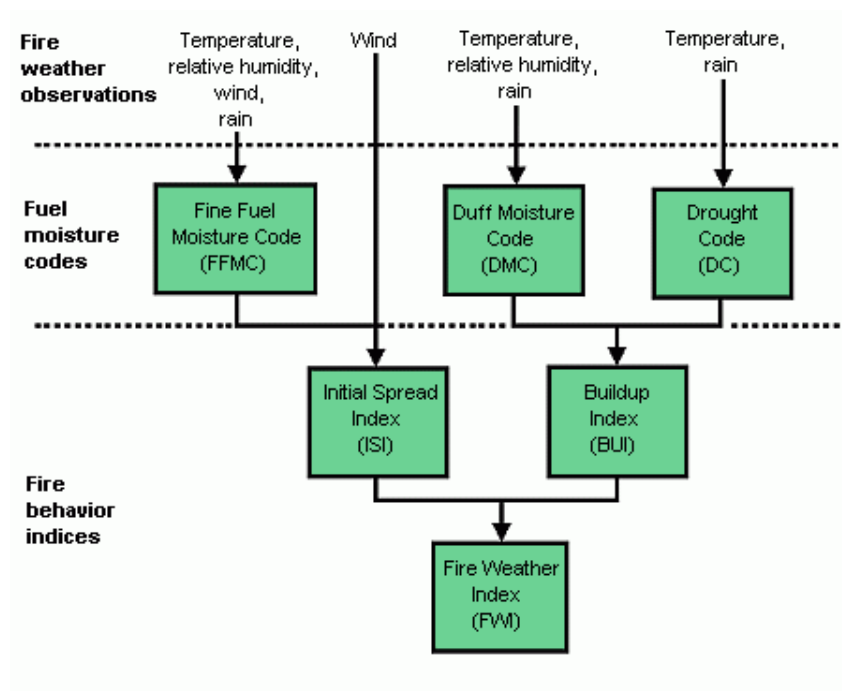 Fire
weather
observations
Temperature,
relative humidity,
wind,
rain
Wind
Temperature,
relative humidity,
rain
Temperature,
rain
Fuel
moisture
codes
Fine Fuel
Moisture Code
(FFMC)
Duff Moisture
Code
(DMC)
Drought
Code
(DC)
Fire
behavior
indices
Initial Spread
Index
(ISI)
Buildup
Index
(BUI)
Fire Weather
Index
(FWI)